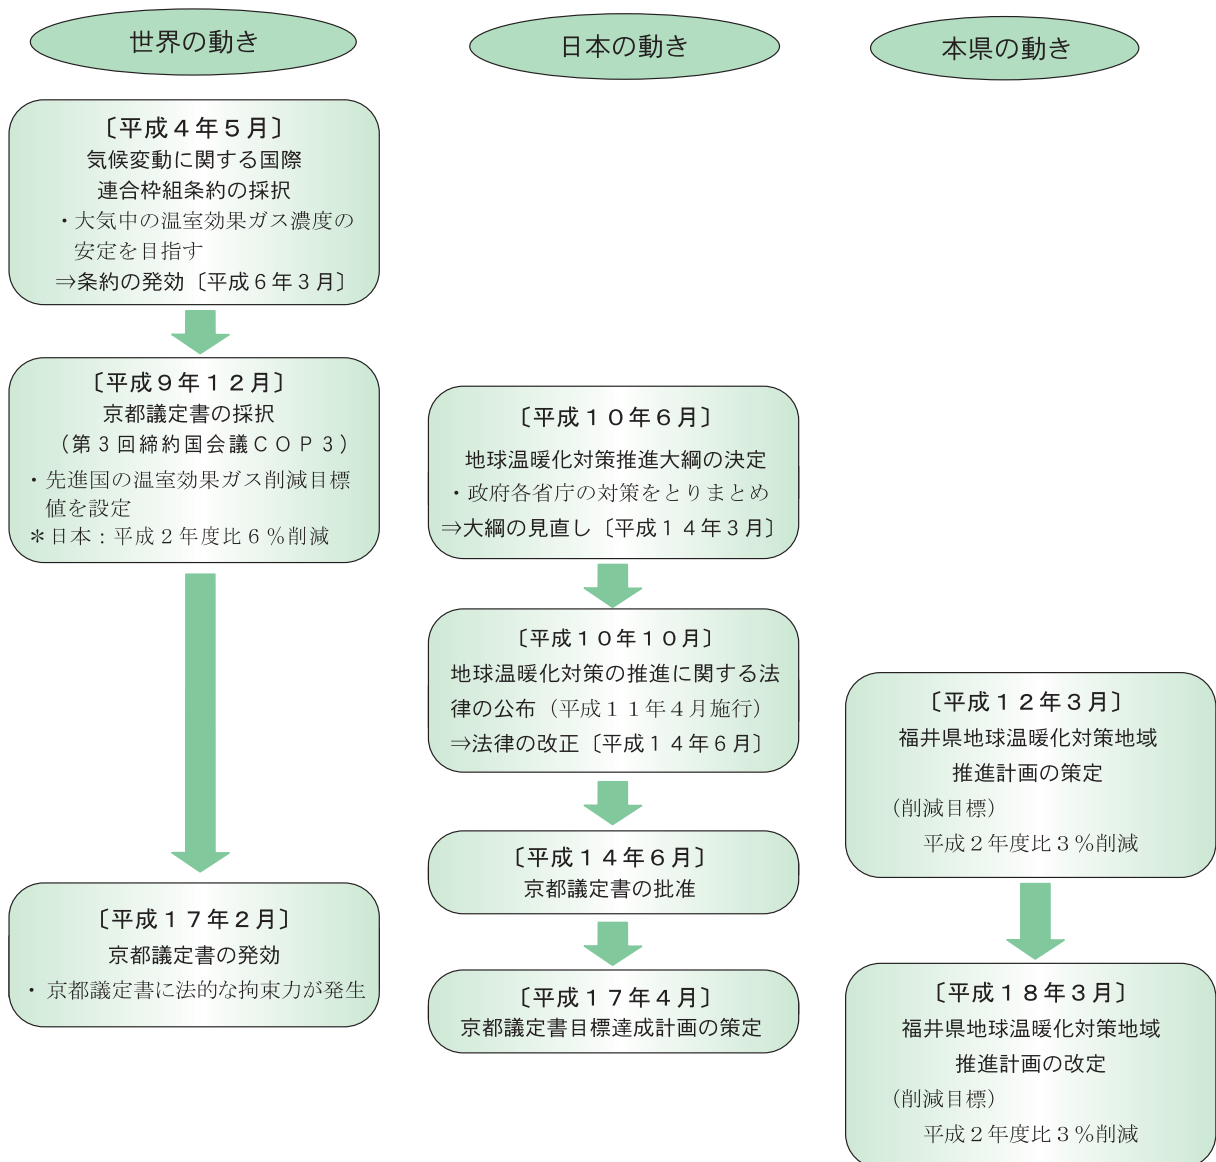 世界の動き
〔平成４年５月〕
気候変動に関する国際
連合枠組条約の採択
・大気中の温室効果ガス濃度の
安定を目指す
⇒条約の発効〔平成６年３月〕
〔平成９年１２月〕
京都議定書の採択
（第３回締約国会議ＣＯＰ３）
・先進国の温室効果ガス削減目標
値を設定
＊日本：平成２年度比６％削減
〔平成１７年２月〕
京都議定書の発効
・京都議定書に法的な拘束力が発生
日本の動き
〔平成１０年６月〕
地球温暖化対策推進大綱の決定
・政府各省庁の対策をとりまとめ
⇒大綱の見直し〔平成１４年３月〕
〔平成１０年１０月〕
地球温暖化対策の推進に関する法
律の公布（平成１１年４月施行）
⇒法律の改正〔平成１４年６月〕
〔平成１４年６月〕
京都議定書の批准
〔平成１７年４月〕
京都議定書目標達成計画の策定
本県の動き
〔平成１２年３月〕
福井県地球温暖化対策地域
推進計画の策定
（削減目標）
平成２年度比３％削減
〔平成１８年３月〕
福井県地球温暖化対策地域
推進計画の改定
（削減目標）
平成２年度比３％削減